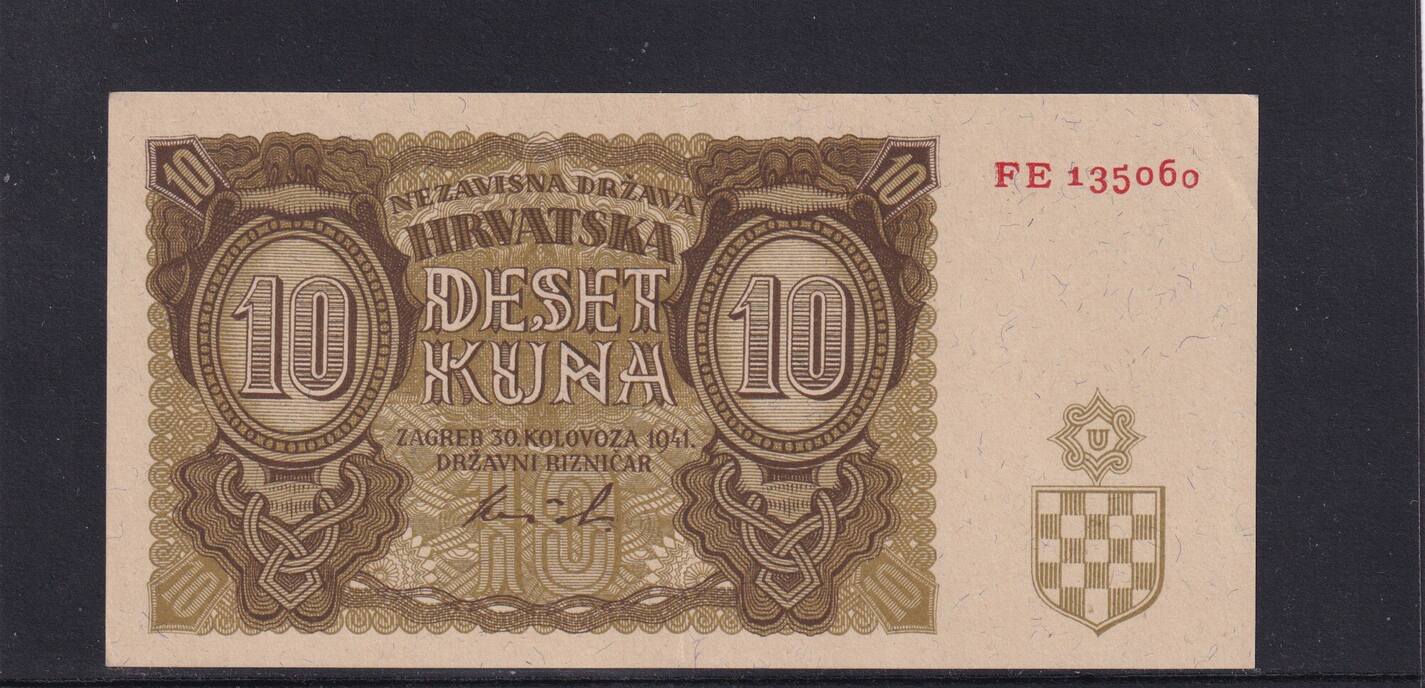 10
10
FE 135060
NEZAVISNA DRŽAVA
HRVATSKA
10
DESET
10
KUNA
ZAGREB 30. KOLOVOZA 1941.
DRŽAVNI RIZNIČAR
10
10
10
U